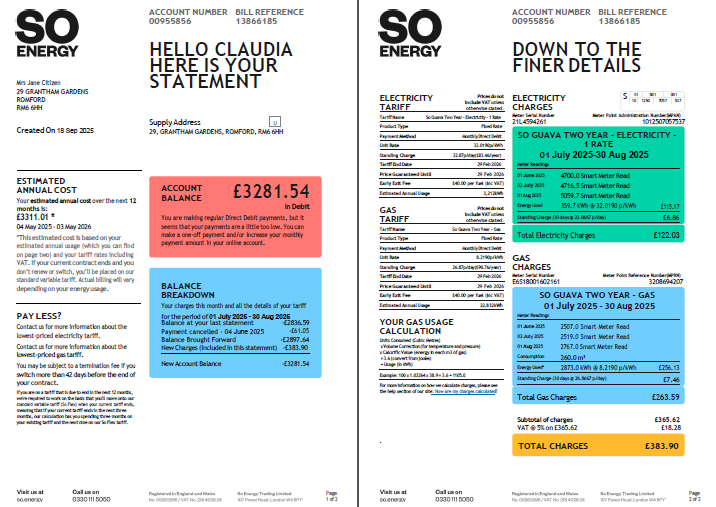 SO
ENERGY
ACCOUNT NUMBER
00955856
BILL REFERENCE
13866185
HELLO CLAUDIA
HERE IS YOUR
STATEMENT
Mrs Jane Citizen
29 GRANTHAM GARDENS
ROMFORD
RM6 6HH
Created On 18 Sep 2025
Supply Address
29, GRANTHAM GARDENS, ROMFORD, RM6 6HH
U
ESTIMATED
ANNUAL COST
Your estimated annual cost over the next 12
months is:
£3311.01 *
04 May 2025 - 03 May 2026
*This estimated cost is based on your
estimated annual usage (which you can find
on page 2) and your tariff rates including
VAT. If your current contract ends and you
don't renew or switch, you'll be placed on our
standard variable tariff. Actual billing will vary
depending on your energy usage.
PAY LESS?
Contact us for more information about the
lowest-priced electricity tariff.
Contact us for more information about the
lowest-priced gas tariff.
You may be subject to a termination fee if you
switch more than 42 days before the end of
your contract.
If you are on a tariff that is due to end in the next 12 months,
we're required to work on the basis that you'll move onto our
standard variable tariff (So Flex) when your current tariff ends,
meaning that if your current tariff ends in the next three
months, our calculation has you spending three months on
your existing tariff and the next nine on our So Flex tariff.
ACCOUNT
BALANCE
£3281.54
In Debit
You are making regular Direct Debit payments, but it
seems that your payments are a little too low. You can
make a one-off payment and/or increase your monthly
payment amount in your online account.
BALANCE
BREAKDOWN
Your charges this month and all the details of your tariff
for the period of 01 July 2025 - 30 Aug 2025
Balance at your last statement -£2836.59
Payment cancelled - 04 June 2025 -£61.05
Balance Brought Forward -£2897.64
New Charges (Included in this statement) -£383.90
New Account Balance -£3281.54
Visit us at
so.energy
Call us on
0330 111 5050
Registered in England and Wales
So Energy Trading Limited
Page
1 of 2
SO
ENERGY
ACCOUNT NUMBER
00955856
BILL REFERENCE
13866185
DOWN TO THE
FINER DETAILS
ELECTRICITY
TARIFF
Prices do not
include VAT unless
otherwise stated.
Tariff Name So Guava Two Year - Electricity - 1 Rate
Product Type Fixed Rate
Payment Method Monthly Direct Debit
Unit Rate 32.0190p/kWh
Standing Charge 22.87p/day(£83.46/year)
Tariff End Date 29 Feb 2026
Price Guaranteed Until 29 Feb 2026
Early Exit Fee £40.00 per fuel (Inc VAT)
Estimated Annual Usage
GAS
TARIFF
Prices do not
include VAT unless
otherwise stated.
Tariff Name So Guava Two Year - Gas
Product Type Fixed Rate
Payment Method Monthly Direct Debit
Unit Rate 8.2190p/kWh
Standing Charge
Tariff End Date 29 Feb 2026
Price Guaranteed Until 29 Feb 2026
Early Exit Fee £40.00 per fuel (Inc VAT)
Estimated Annual Usage
YOUR GAS USAGE
CALCULATION
Units Consumed (Cubic Metres)
x Volume Correction (for temperature and pressure)
x Calorific Value (energy in each m3 of gas)
÷ 3.6 (convert from joules)
= Usage (in kWh)
Example: 100 x 1.02264 x 38.9 ÷ 3.6 = 1105.0
For more information on how we calculate charges, please see
the help section of our site: How are my charges calculated?
ELECTRICITY
CHARGES
Meter Serial Number
21L4594261
Meter Point Administration Number(MPAN)
1012507057537
SO GUAVA TWO YEAR - ELECTRICITY -
1 RATE
01 July 2025-30 Aug 2025
Meter Readings
01 June 2025 4700.0 Smart Meter Read
02 July 2025 4716.5 Smart Meter Read
01 Aug 2025 5059.7 Smart Meter Read
Energy Used 359.7 kWh @ 32.0190 p/kWh £115.17
Standing Charge (30 days @ 22.8667 p/day) £6.86
Total Electricity Charges £122.03
GAS
CHARGES
Meter Serial Number
E6S18001602161
Meter Point Reference Number(MPRN)
3208694207
SO GUAVA TWO YEAR - GAS
01 July 2025 - 30 Aug 2025
Meter Readings
01 June 2025 2507.0 Smart Meter Read
02 July 2025 2519.0 Smart Meter Read
01 Aug 2025 2767.0 Smart Meter Read
Consumption 260.0 m³
Energy Used* 2873.0 kWh @ 8.2190 p/kWh £256.13
Standing Charge (30 days @ 24.8667 p/day) £7.46
Total Gas Charges £263.59
Subtotal of charges £365.62
VAT @ 5% on £365.62 £18.28
TOTAL CHARGES £383.90
Visit us at
so.energy
Call us on
0330 111 5050
Registered in England and Wales
So Energy Trading Limited
Page
2 of 2